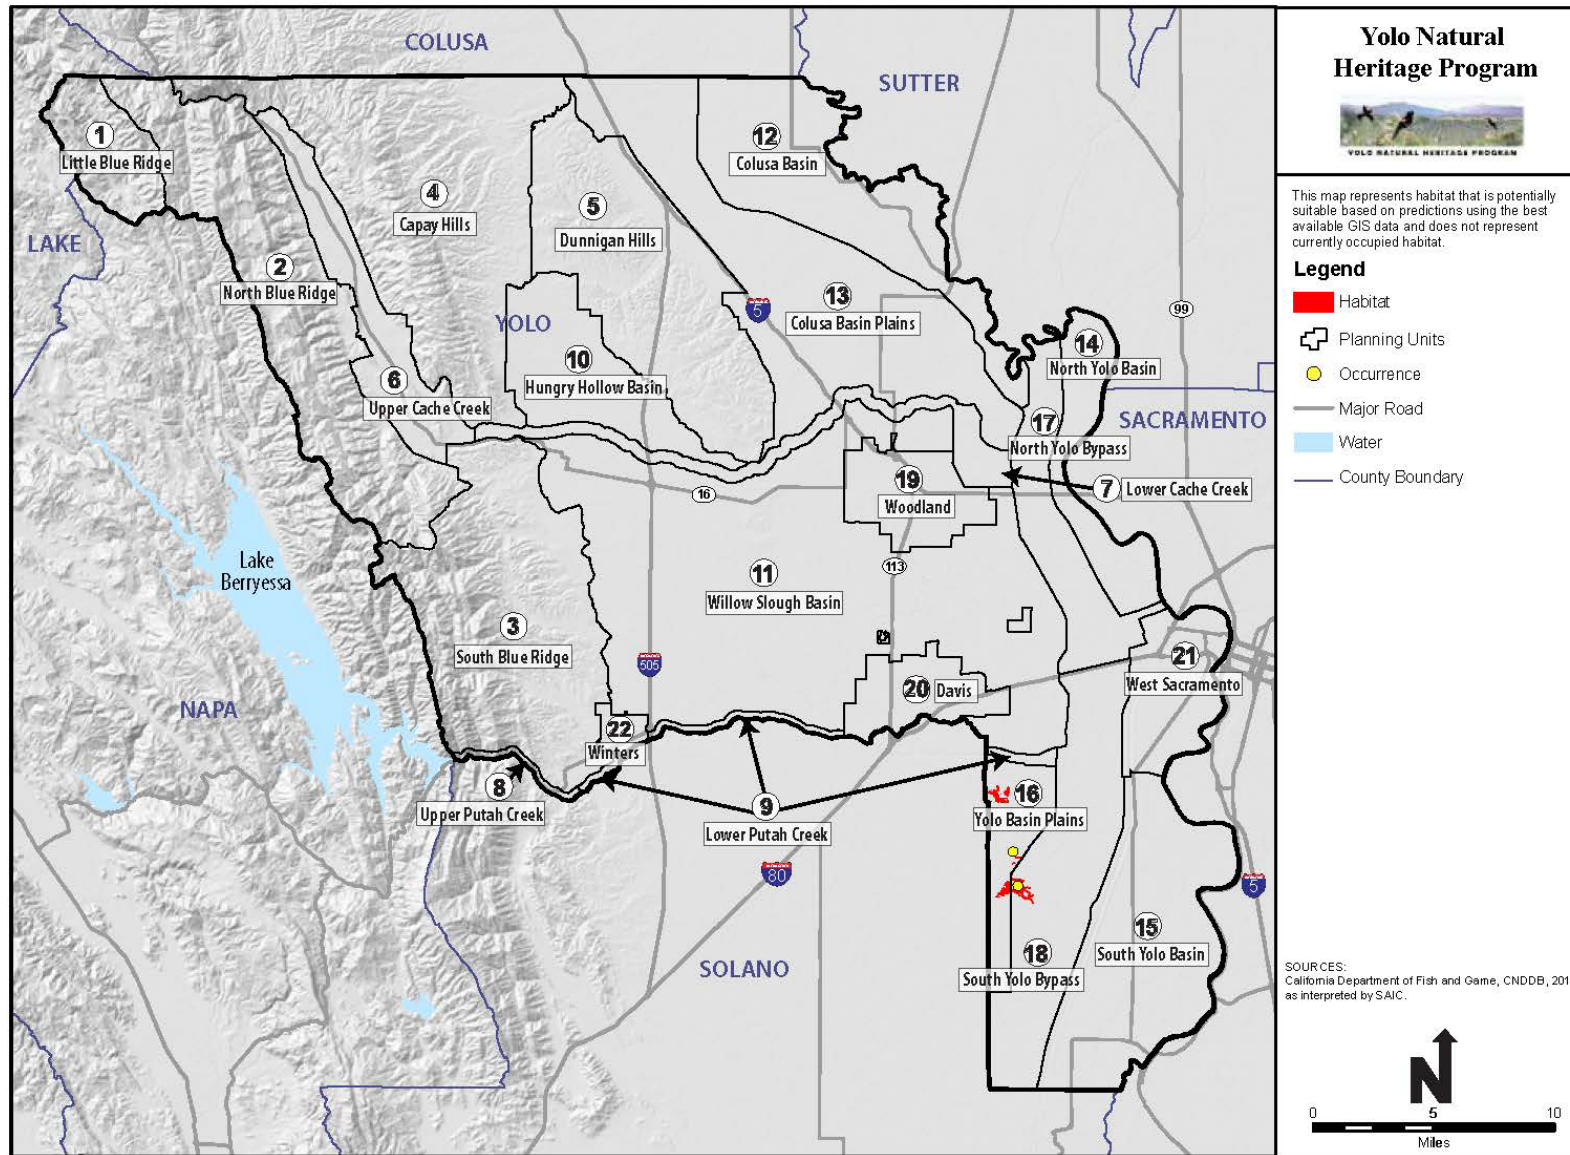 COLUSA
SUTTER
LAKE
YOLO
SACRAMENTO
NAPA
SOLANO
1
Little Blue Ridge
2
North Blue Ridge
4
Capay Hills
5
Dunnigan Hills
12
Colusa Basin
13
Colusa Basin Plains
5
99
14
North Yolo Basin
10
Hungry Hollow Basin
6
Upper Cache Creek
17
North Yolo Bypass
16
19
Woodland
7
Lower Cache Creek
Lake
Berryessa
11
Willow Slough Basin
113
3
South Blue Ridge
505
20
Davis
21
West Sacramento
22
Winters
8
Upper Putah Creek
9
Lower Putah Creek
16
Yolo Basin Plains
80
5
15
South Yolo Basin
18
South Yolo Bypass
Yolo Natural
Heritage Program
YOLO NATURAL HERITAGE PROGRAM
This map represents habitat that is potentially
suitable based on predictions using the best
available GIS data and does not represent
currently occupied habitat.
Legend
Habitat
Planning Units
Occurrence
Major Road
Water
County Boundary
SOURCES:
California Department of Fish and Game, CNDDB, 201
as interpreted by SAIC.
N
0 5 10
Miles